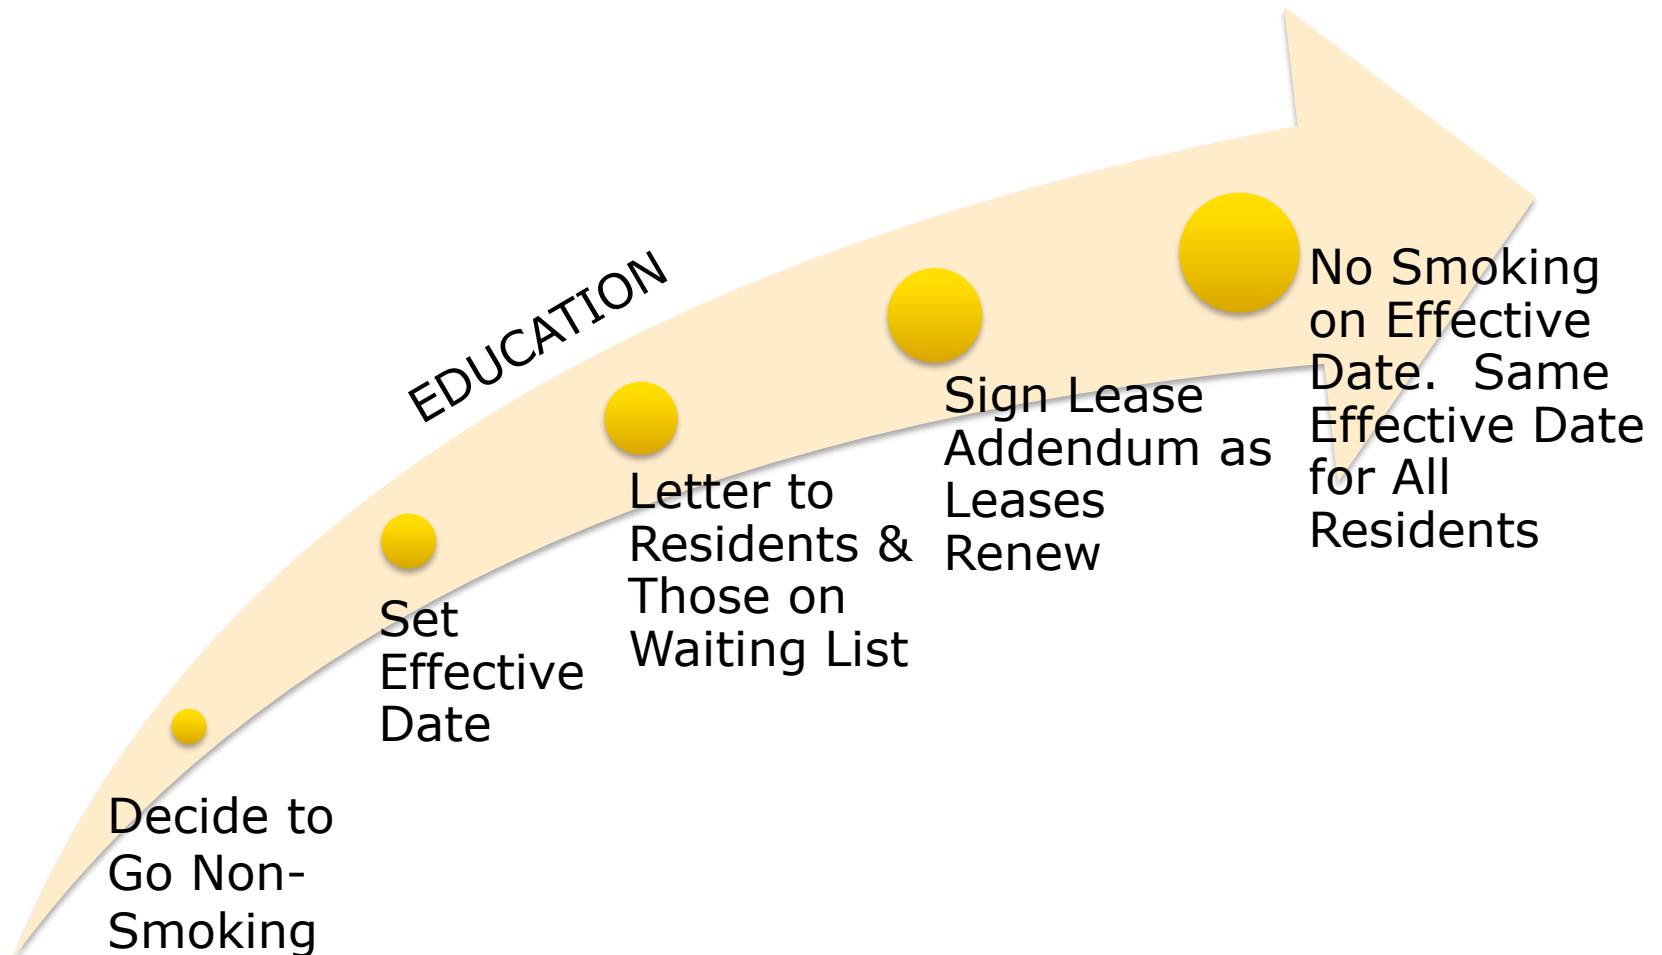 EDUCATION
Decide to
Go Non-
Smoking
Set
Effective
Date
Letter to
Residents &
Those on
Waiting List
Sign Lease
Addendum as
Leases
Renew
No Smoking
on Effective
Date.  Same
Effective Date
for All
Residents